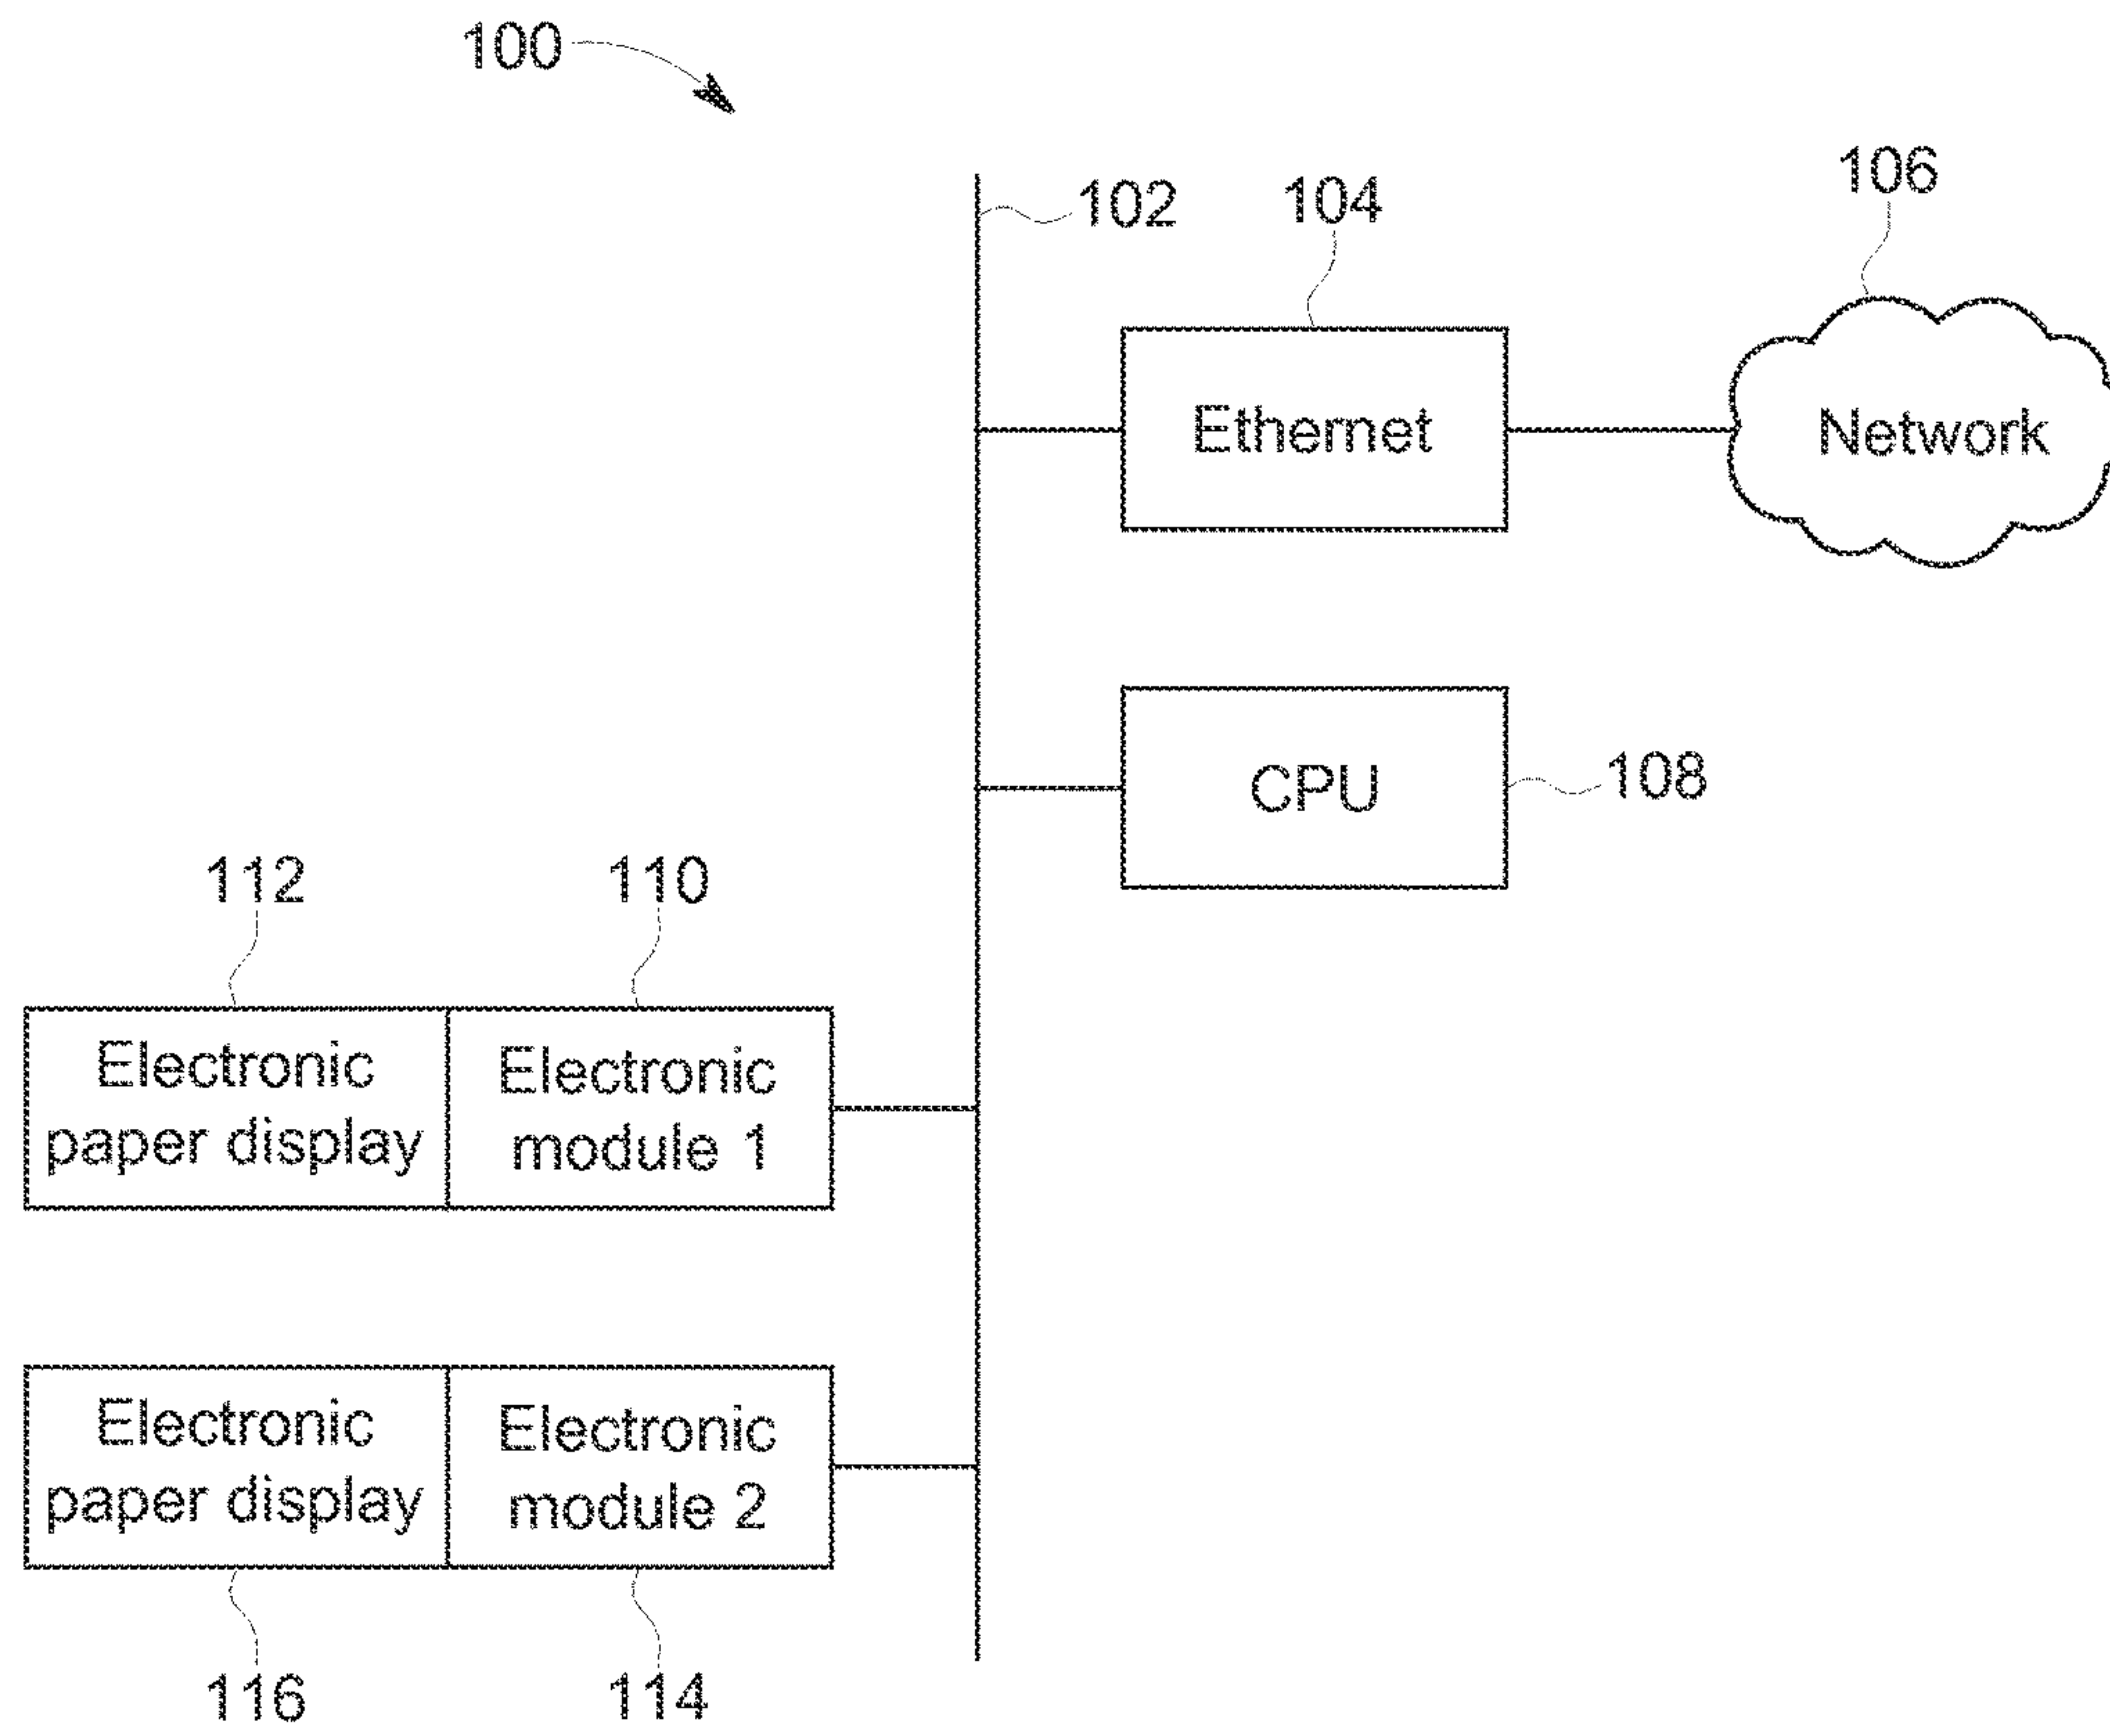 100
102
104
106
Ethernet
Network
CPU
108
112
110
Electronic
paper display
Electronic
module 1
Electronic
paper display
Electronic
module 2
116
114